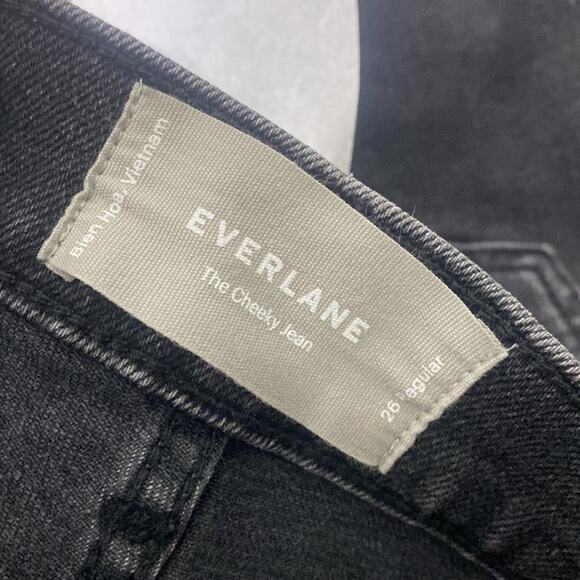 Bien Hoa, Vietnam
EVERLANE
The Cheeky Jean
26 Regular